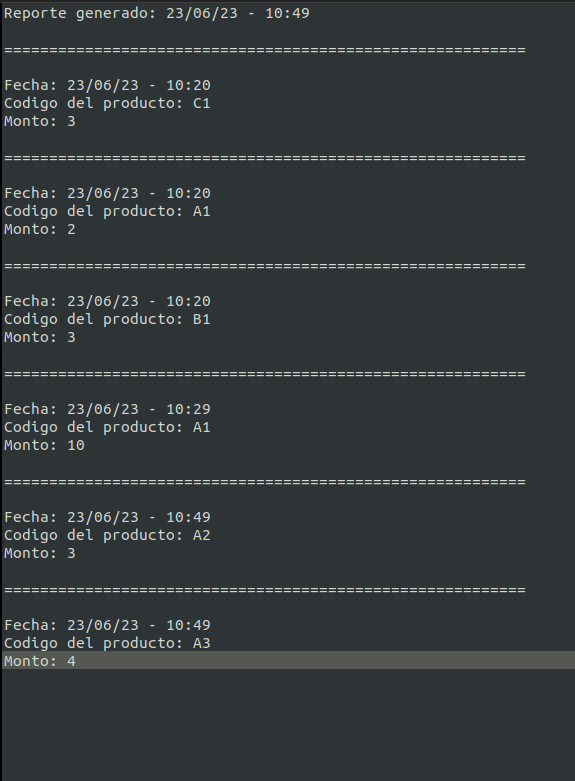 Reporte generado: 23/06/23 - 10:49
==========================================================
Fecha: 23/06/23 - 10:20
Codigo del producto: C1
Monto: 3
==========================================================
Fecha: 23/06/23 - 10:20
Codigo del producto: A1
Monto: 2
==========================================================
Fecha: 23/06/23 - 10:20
Codigo del producto: B1
Monto: 3
==========================================================
Fecha: 23/06/23 - 10:29
Codigo del producto: A1
Monto: 10
==========================================================
Fecha: 23/06/23 - 10:49
Codigo del producto: A2
Monto: 3
==========================================================
Fecha: 23/06/23 - 10:49
Codigo del producto: A3
Monto: 4